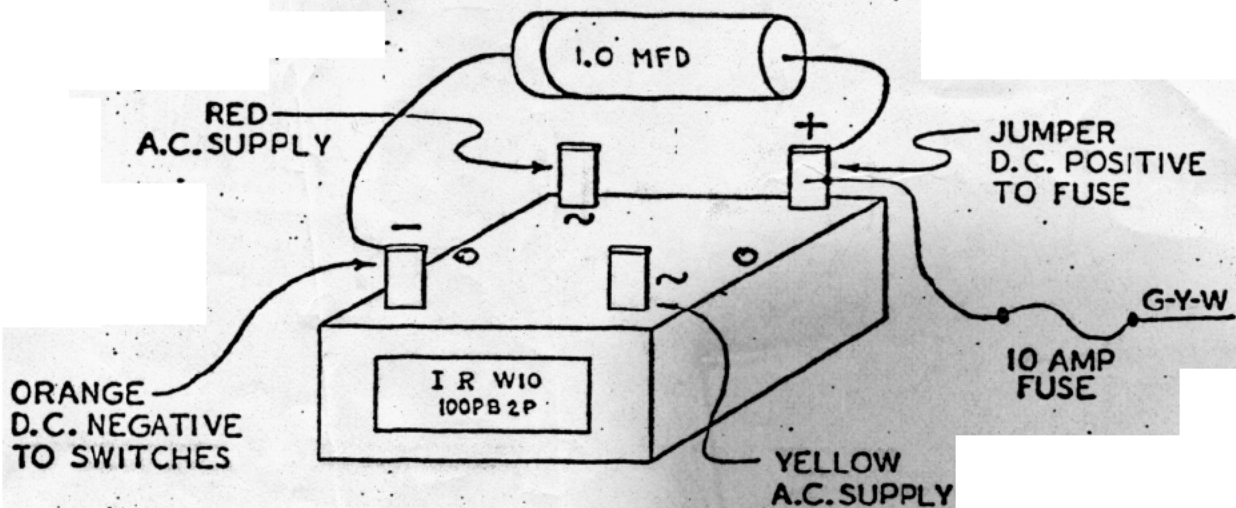 1.0 MFD
RED
A.C. SUPPLY
+
JUMPER
D.C. POSITIVE
TO FUSE
~
−
~
G-Y-W
10 AMP
FUSE
I R W10
100PB 2P
ORANGE
D.C. NEGATIVE
TO SWITCHES
YELLOW
A.C. SUPPLY